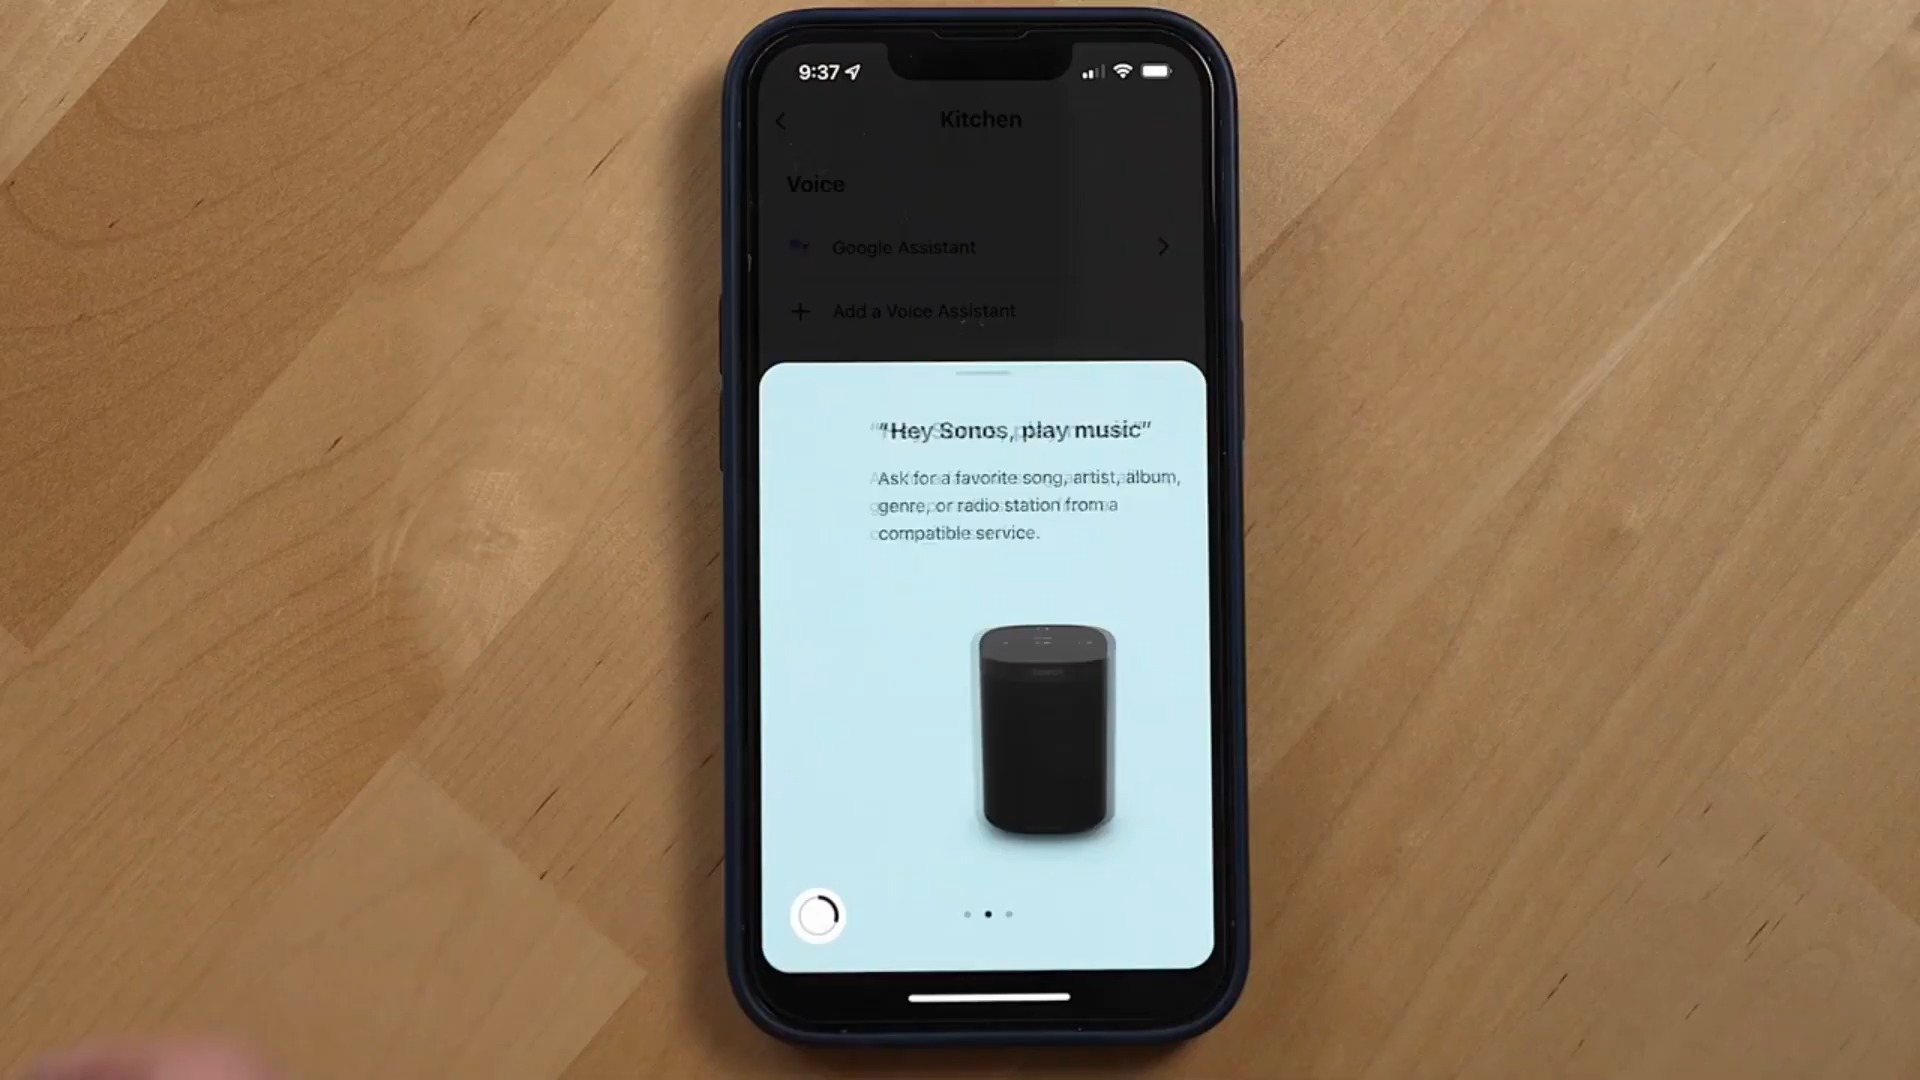 9:37
Kitchen
Voice
Google Assistant
Add a Voice Assistant
“Hey Sonos, play music”
Ask for a favorite song, artist, album,
genre, or radio station from a
compatible service.